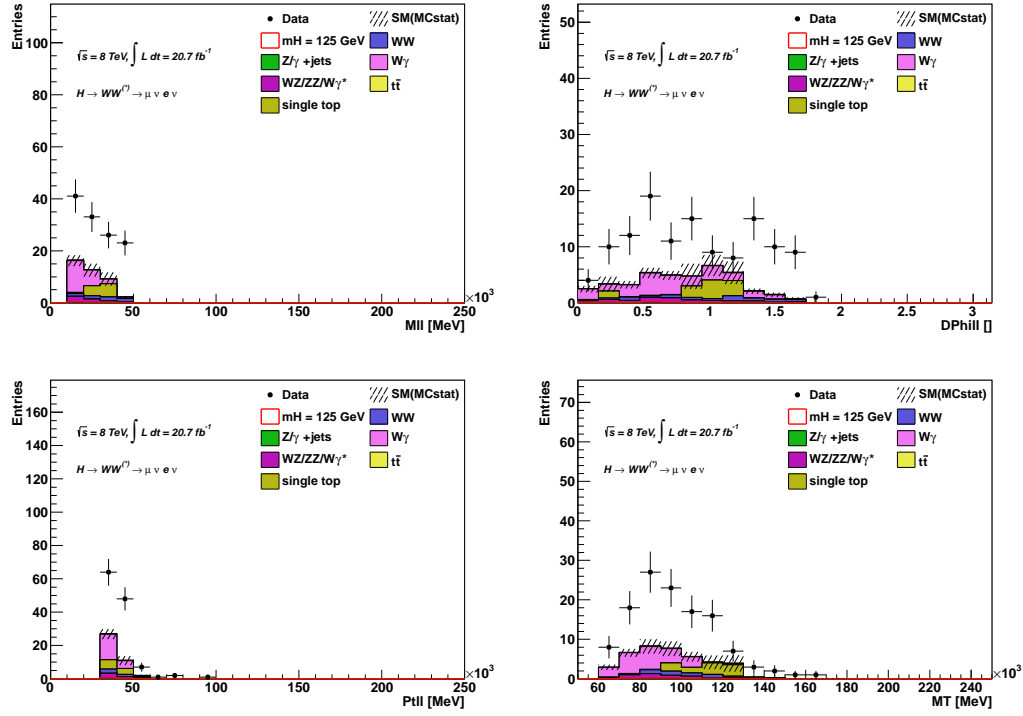 Entries
100
80
60
40
20
0
0 50 100 150 200 250
×10³
Mll [MeV]
√s = 8 TeV, ∫ L dt = 20.7 fb⁻¹
H → WW⁽*⁾ → μ ν e ν
Data
SM(MCstat)
mH = 125 GeV
WW
Z/γ +jets
Wγ
WZ/ZZ/Wγ*
tt̄
single top
Entries
50
40
30
20
10
0
0 0.5 1 1.5 2 2.5 3
DPhill []
√s = 8 TeV, ∫ L dt = 20.7 fb⁻¹
H → WW⁽*⁾ → μ ν e ν
Data
SM(MCstat)
mH = 125 GeV
WW
Z/γ +jets
Wγ
WZ/ZZ/Wγ*
tt̄
single top
Entries
160
140
120
100
80
60
40
20
0
0 50 100 150 200 250
×10³
Ptll [MeV]
√s = 8 TeV, ∫ L dt = 20.7 fb⁻¹
H → WW⁽*⁾ → μ ν e ν
Data
SM(MCstat)
mH = 125 GeV
WW
Z/γ +jets
Wγ
WZ/ZZ/Wγ*
tt̄
single top
Entries
70
60
50
40
30
20
10
0
60 80 100 120 140 160 180 200 220 240
×10³
MT [MeV]
√s = 8 TeV, ∫ L dt = 20.7 fb⁻¹
H → WW⁽*⁾ → μ ν e ν
Data
SM(MCstat)
mH = 125 GeV
WW
Z/γ +jets
Wγ
WZ/ZZ/Wγ*
tt̄
single top